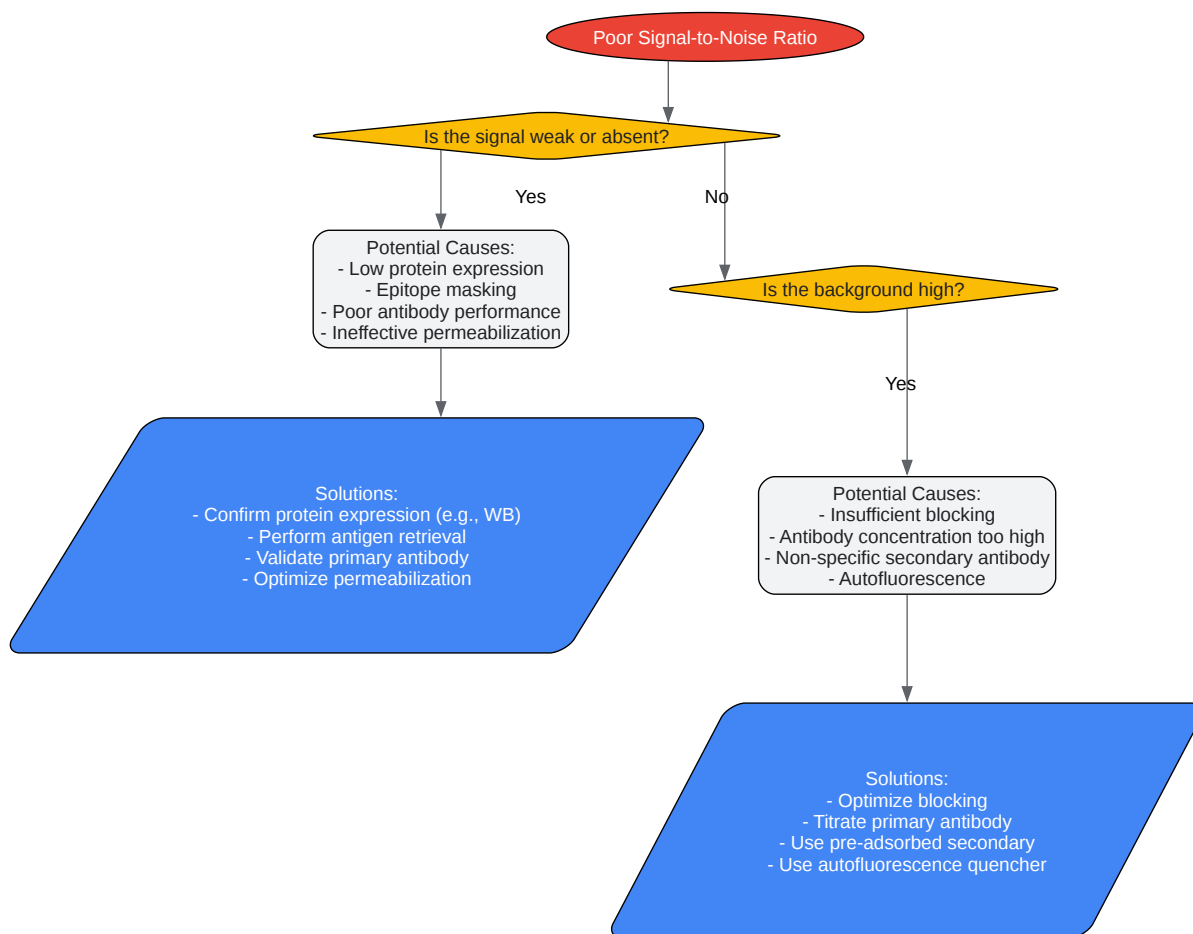 Poor Signal-to-Noise Ratio
Is the signal weak or absent?
Yes
No
Potential Causes:
- Low protein expression
- Epitope masking
- Poor antibody performance
- Ineffective permeabilization
Is the background high?
Yes
Solutions:
- Confirm protein expression (e.g., WB)
- Perform antigen retrieval
- Validate primary antibody
- Optimize permeabilization
Potential Causes:
- Insufficient blocking
- Antibody concentration too high
- Non-specific secondary antibody
- Autofluorescence
Solutions:
- Optimize blocking
- Titrate primary antibody
- Use pre-adsorbed secondary
- Use autofluorescence quencher